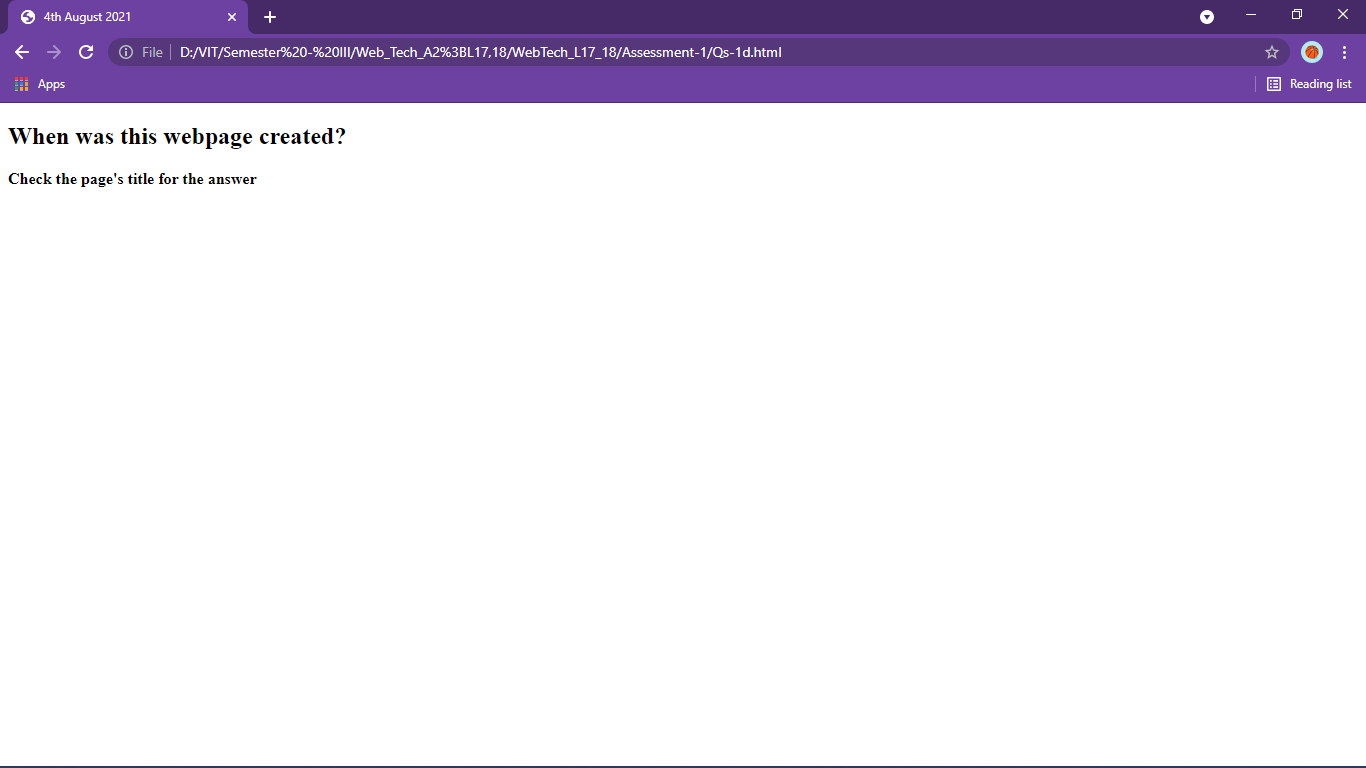 4th August 2021
File D:/VIT/Semester%20-%20III/Web_Tech_A2%3BL17,18/WebTech_L17_18/Assessment-1/Qs-1d.html
Apps Reading list
When was this webpage created?
Check the page's title for the answer